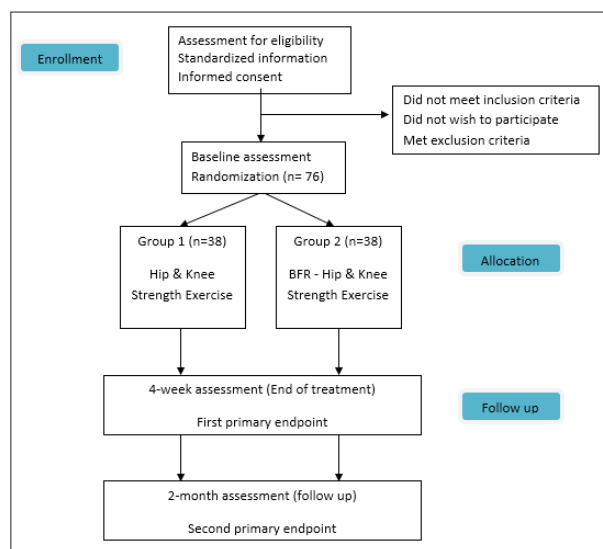 Enrollment
Assessment for eligibility
Standardized information
Informed consent
Did not meet inclusion criteria
Did not wish to participate
Met exclusion criteria
Baseline assessment
Randomization (n= 76)
Group 1 (n=38)
Hip & Knee
Strength Exercise
Group 2 (n=38)
BFR - Hip & Knee
Strength Exercise
Allocation
4-week assessment (End of treatment)
First primary endpoint
Follow up
2-month assessment (follow up)
Second primary endpoint